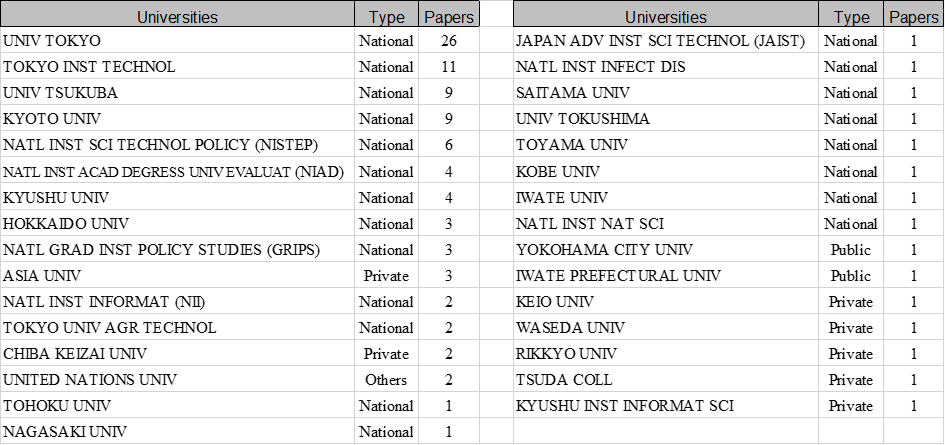 Universities Type Papers Universities Type Papers
UNIV TOKYO National 26 JAPAN ADV INST SCI TECHNOL (JAIST) National 1
TOKYO INST TECHNOL National 11 NATL INST INFECT DIS National 1
UNIV TSUKUBA National 9 SAITAMA UNIV National 1
KYOTO UNIV National 9 UNIV TOKUSHIMA National 1
NATL INST SCI TECHNOL POLICY (NISTEP) National 6 TOYAMA UNIV National 1
NATL INST ACAD DEGRESS UNIV EVALUAT (NIAD) National 4 KOBE UNIV National 1
KYUSHU UNIV National 4 IWATE UNIV National 1
HOKKAIDO UNIV National 3 NATL INST NAT SCI National 1
NATL GRAD INST POLICY STUDIES (GRIPS) National 3 YOKOHAMA CITY UNIV Public 1
ASIA UNIV Private 3 IWATE PREFECTURAL UNIV Public 1
NATL INST INFORMAT (NII) National 2 KEIO UNIV Private 1
TOKYO UNIV AGR TECHNOL National 2 WASEDA UNIV Private 1
CHIBA KEIZAI UNIV Private 2 RIKKYO UNIV Private 1
UNITED NATIONS UNIV Others 2 TSUDA COLL Private 1
TOHOKU UNIV National 1 KYUSHU INST INFORMAT SCI Private 1
NAGASAKI UNIV National 1